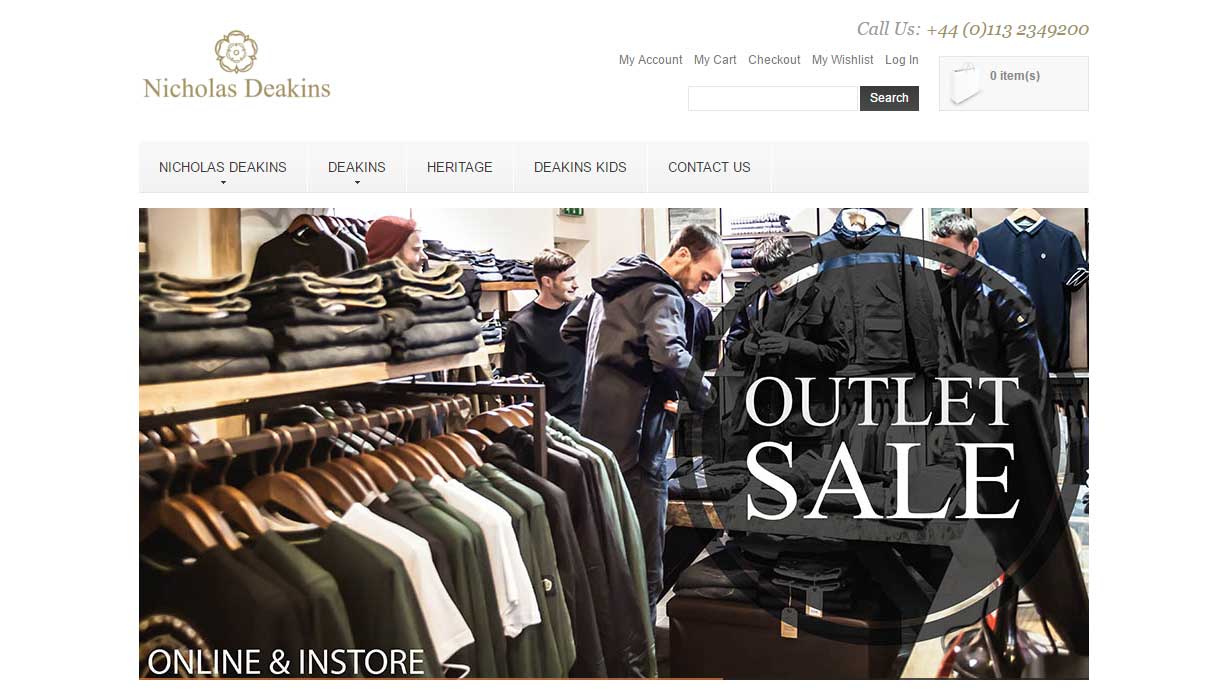 Call Us: +44 (0)113 2349200
Nicholas Deakins
My Account My Cart Checkout My Wishlist Log In
0 item(s)
Search
NICHOLAS DEAKINS DEAKINS HERITAGE DEAKINS KIDS CONTACT US
OUTLET
SALE
ONLINE & INSTORE